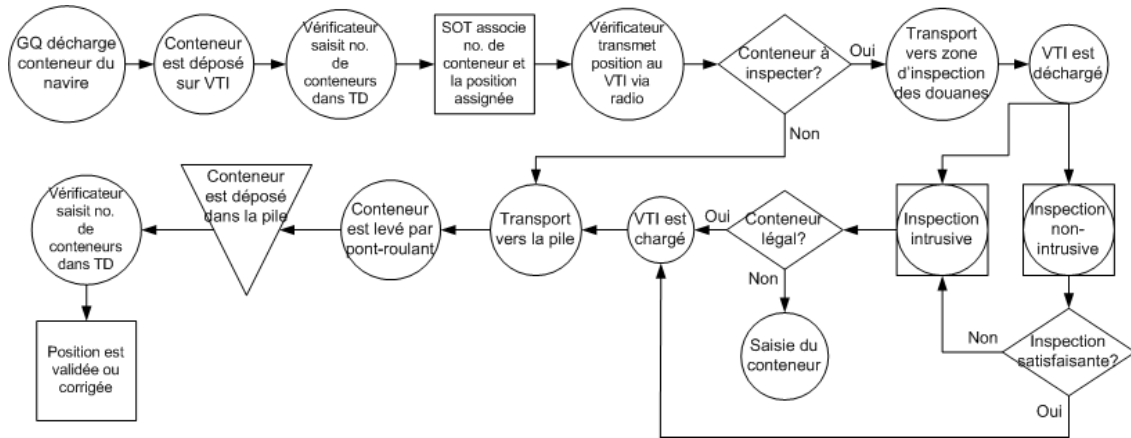 GQ décharge
conteneur du
navire
Conteneur
est déposé
sur VTI
Vérificateur
saisit no.
de
conteneurs
dans TD
SOT associe
no. de
conteneur et
la position
assignée
Vérificateur
transmet
position au
VTI via
radio
Conteneur à
inspecter?
Oui
Non
Transport
vers zone
d'inspection
des douanes
VTI est
déchargé
Vérificateur
saisit no.
de
conteneurs
dans TD
Conteneur
est déposé
dans la pile
Conteneur
est levé par
pont-roulant
Transport
vers la pile
VTI est
chargé
Oui
Conteneur
légal?
Non
Inspection
intrusive
Inspection
non-
intrusive
Position est
validée ou
corrigée
Saisie du
conteneur
Non
Inspection
satisfaisante?
Oui